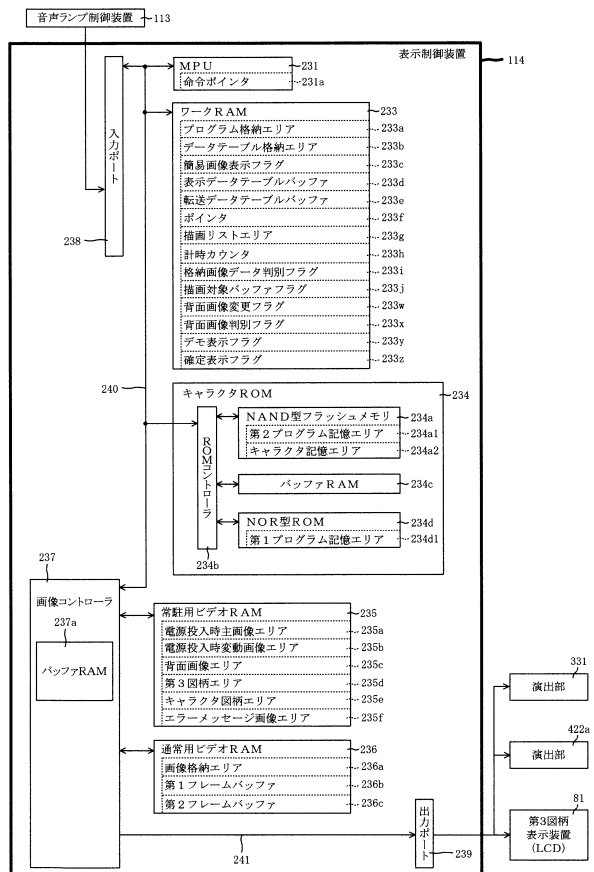 音声ランプ制御装置
113
表示制御装置
114
入力ポート
238
MPU
231
命令ポインタ
231a
ワークRAM
233
プログラム格納エリア
233a
データテーブル格納エリア
233b
簡易画像表示フラグ
233c
表示データテーブルバッファ
233d
転送データテーブルバッファ
233e
ポインタ
233f
描画リストエリア
233g
計時カウンタ
233h
格納画像データ判別フラグ
233i
描画対象バッファフラグ
233j
背面画像変更フラグ
233w
背面画像判別フラグ
233x
デモ表示フラグ
233y
確定表示フラグ
233z
240
キャラクタROM
234
ROMコントローラ
234b
NAND型フラッシュメモリ
234a
第2プログラム記憶エリア
234a1
キャラクタ記憶エリア
234a2
バッファRAM
234c
NOR型ROM
234d
第1プログラム記憶エリア
234d1
237
画像コントローラ
237a
バッファRAM
常駐用ビデオRAM
235
電源投入時主画像エリア
235a
電源投入時変動画像エリア
235b
背面画像エリア
235c
第3図柄エリア
235d
キャラクタ図柄エリア
235e
エラーメッセージ画像エリア
235f
通常用ビデオRAM
236
画像格納エリア
236a
第1フレームバッファ
236b
第2フレームバッファ
236c
241
出力ポート
239
331
演出部
422a
演出部
81
第3図柄
表示装置
(LCD)